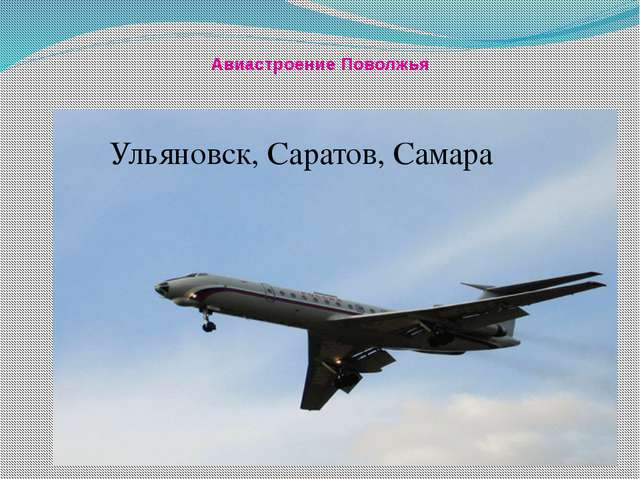 Авиастроение Поволжья
Ульяновск, Саратов, Самара